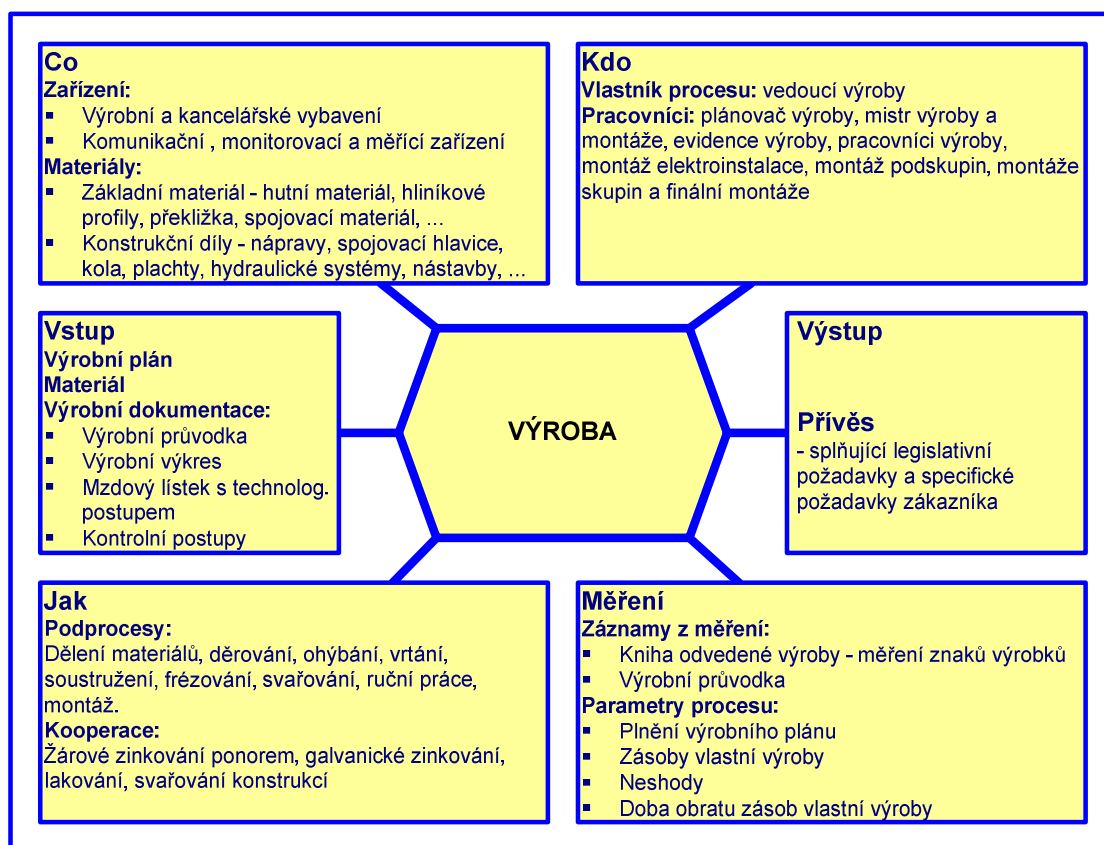 Co
Zařízení:
▪ Výrobní a kancelářské vybavení
▪ Komunikační , monitorovací a měřící zařízení
Materiály:
▪ Základní materiál - hutní materiál, hliníkové
profily, překližka, spojovací materiál, ...
▪ Konstrukční díly - nápravy, spojovací hlavice,
kola, plachty, hydraulické systémy, nástavby, ...
Kdo
Vlastník procesu: vedoucí výroby
Pracovníci: plánovač výroby, mistr výroby a
montáže, evidence výroby, pracovníci výroby,
montáž elektroinstalace, montáž podskupin, montáže
skupin a finální montáže
Vstup
Výrobní plán
Materiál
Výrobní dokumentace:
▪ Výrobní průvodka
▪ Výrobní výkres
▪ Mzdový lístek s technolog.
postupem
▪ Kontrolní postupy
VÝROBA
Výstup
Přívěs
- splňující legislativní
požadavky a specifické
požadavky zákazníka
Jak
Podprocesy:
Dělení materiálů, děrování, ohýbání, vrtání,
soustružení, frézování, svařování, ruční práce,
montáž.
Kooperace:
Žárové zinkování ponorem, galvanické zinkování,
lakování, svařování konstrukcí
Měření
Záznamy z měření:
▪ Kniha odvedené výroby - měření znaků výrobků
▪ Výrobní průvodka
Parametry procesu:
▪ Plnění výrobního plánu
▪ Zásoby vlastní výroby
▪ Neshody
▪ Doba obratu zásob vlastní výroby